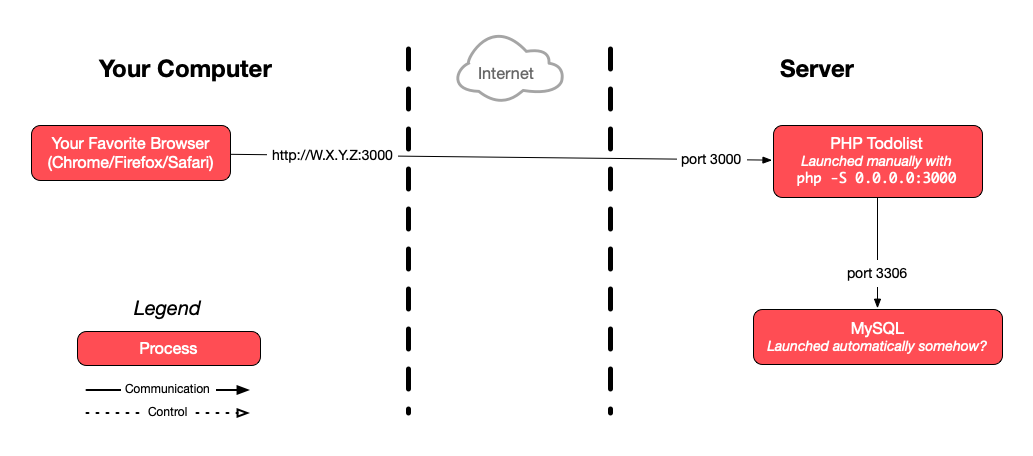 Your Computer
Internet
Server
Your Favorite Browser
(Chrome/Firefox/Safari)
http://W.X.Y.Z:3000
port 3000
PHP Todolist
Launched manually with
php -S 0.0.0.0:3000
port 3306
MySQL
Launched automatically somehow?
Legend
Process
Communication
Control